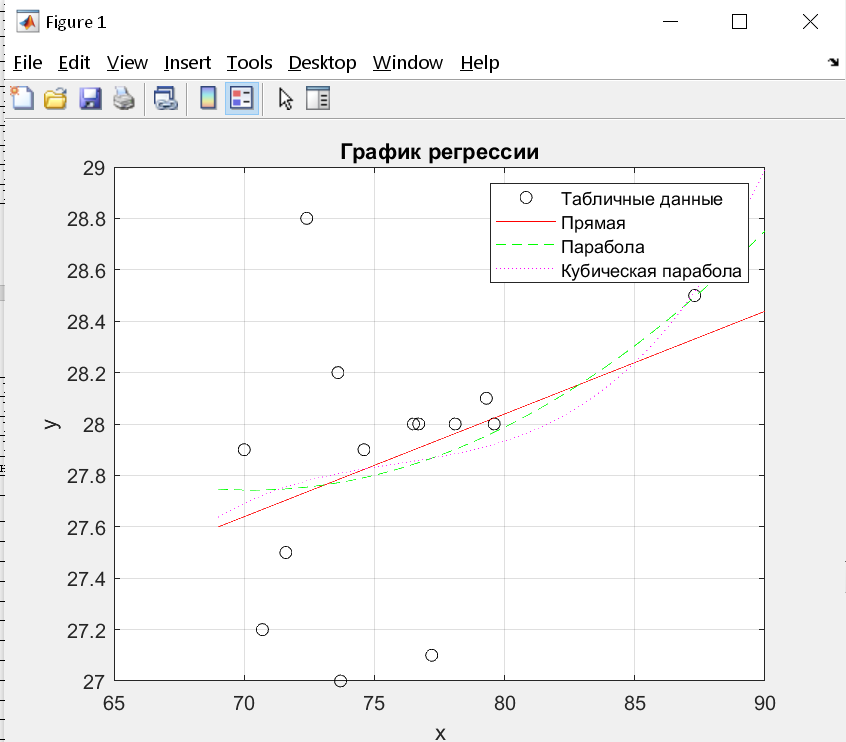 Figure 1
File Edit View Insert Tools Desktop Window Help
График регрессии
29
28.8
28.6
28.4
28.2
28
27.8
27.6
27.4
27.2
27
y
Табличные данные
Прямая
Парабола
Кубическая парабола
65 70 75 80 85 90
x